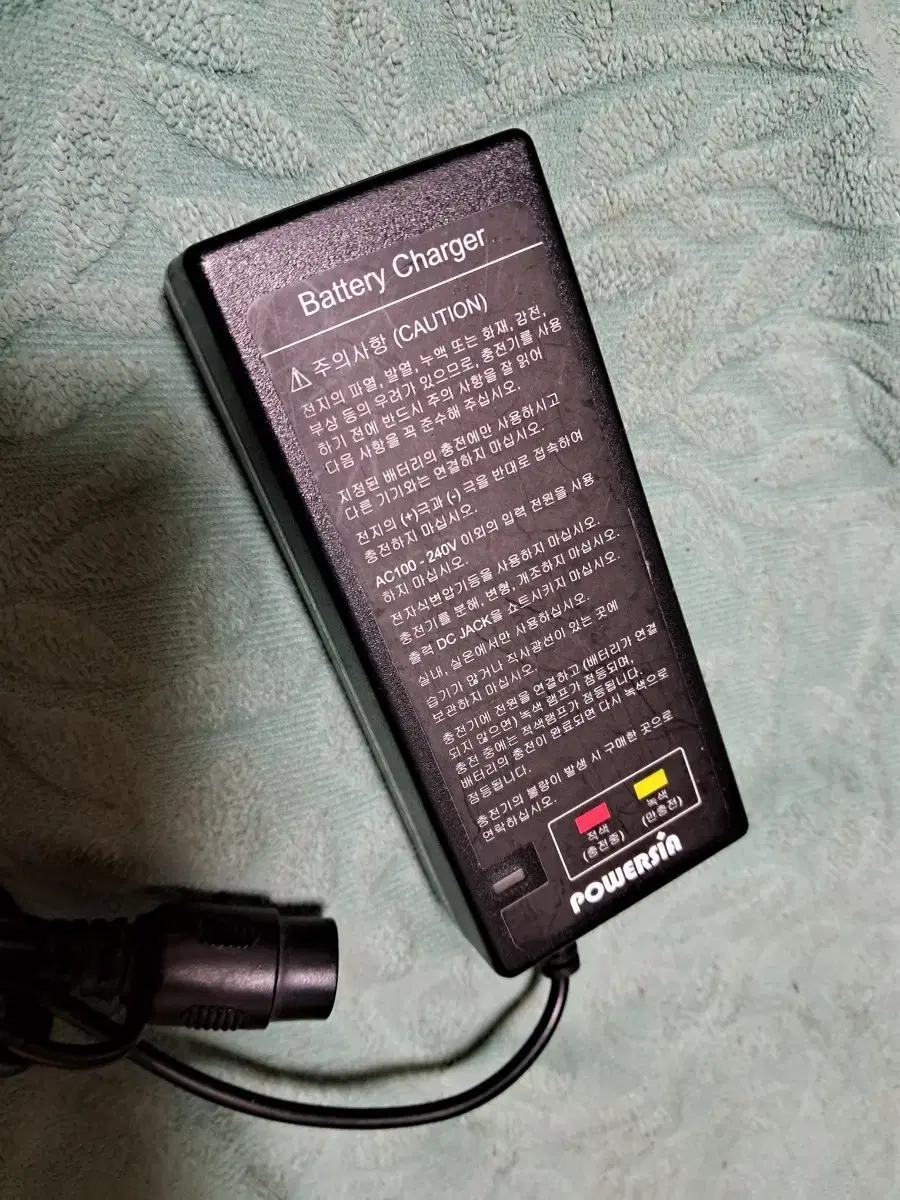 Battery Charger
⚠주의사항 (CAUTION)
전지의 파열, 발열, 누액 또는 화재, 감전,
부상 등의 우려가 있으므로, 충전기를 사용
하기 전에 반드시 주의 사항을 잘 읽어
다음 사항을 꼭 준수해 주십시오.
지정된 배터리의 충전에만 사용하시고
다른 기기와는 연결하지 마십시오.
전지의 (+)극과 (-) 극을 반대로 접속하여
충전하지 마십시오.
AC100 - 240V 이외의 입력 전원을 사용
하지 마십시오.
전자식변압기등을 사용하지 마십시오.
충전기를 분해, 변형, 개조하지 마십시오.
출력 DC JACK을 쇼트시키지 마십시오.
실내, 실온에서만 사용하십시오.
습기가 많거나 직사광선이 있는 곳에
보관하지 마십시오.
충전기에 전원을 연결하고 (배터리가 연결
되지 않으면) 녹색 램프가 점등되며,
충전 중에는 적색램프가 점등됩니다.
배터리의 충전이 완료되면 다시 녹색으로
점등됩니다.
충전기의 불량이 발생 시 구매한 곳으로
연락하십시오.
적색 녹색
(충전중) (만충전)
POWERSIN